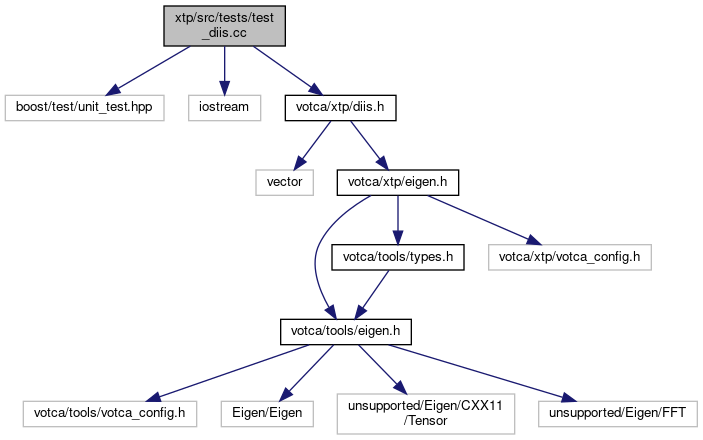 xtp/src/tests/test
_diis.cc
boost/test/unit_test.hpp
iostream
votca/xtp/diis.h
vector
votca/xtp/eigen.h
votca/tools/types.h
votca/xtp/votca_config.h
votca/tools/eigen.h
votca/tools/votca_config.h
Eigen/Eigen
unsupported/Eigen/CXX11
/Tensor
unsupported/Eigen/FFT